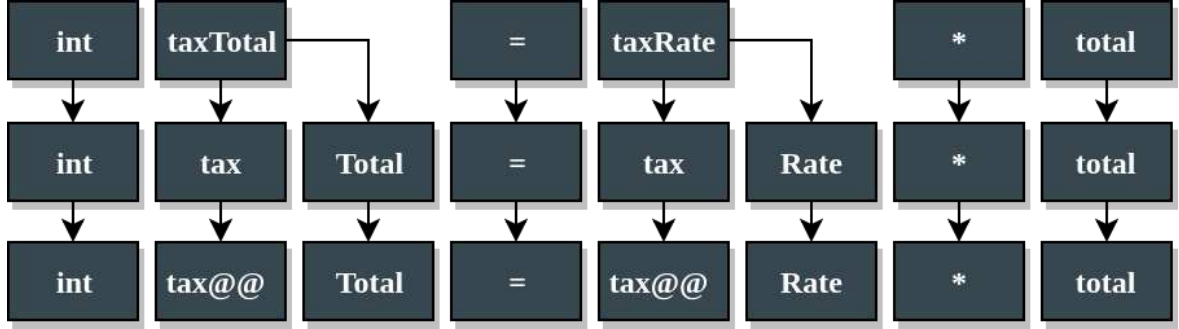 int taxTotal = taxRate * total
int tax Total = tax Rate * total
int tax@@ Total = tax@@ Rate * total